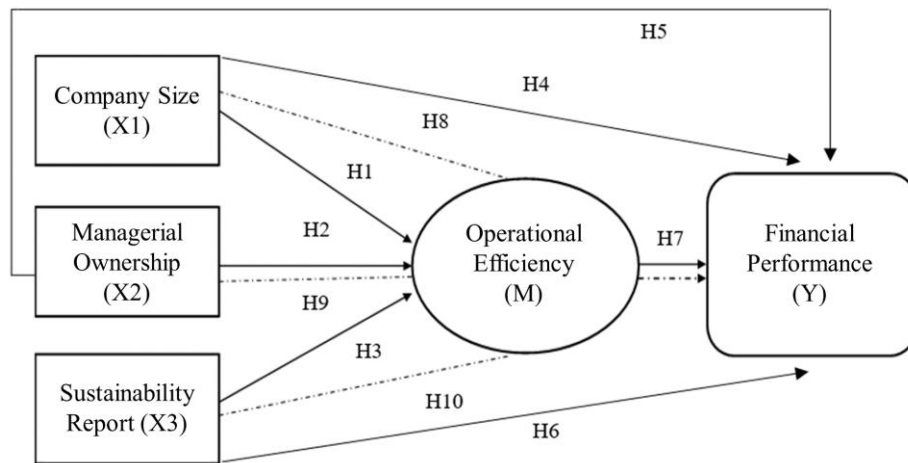 H5
H4
Company Size
(X1)
H8
H1
Managerial
Ownership
(X2)
H2
H9
Operational
Efficiency
(M)
H7
Financial
Performance
(Y)
H3
Sustainability
Report (X3)
H10
H6